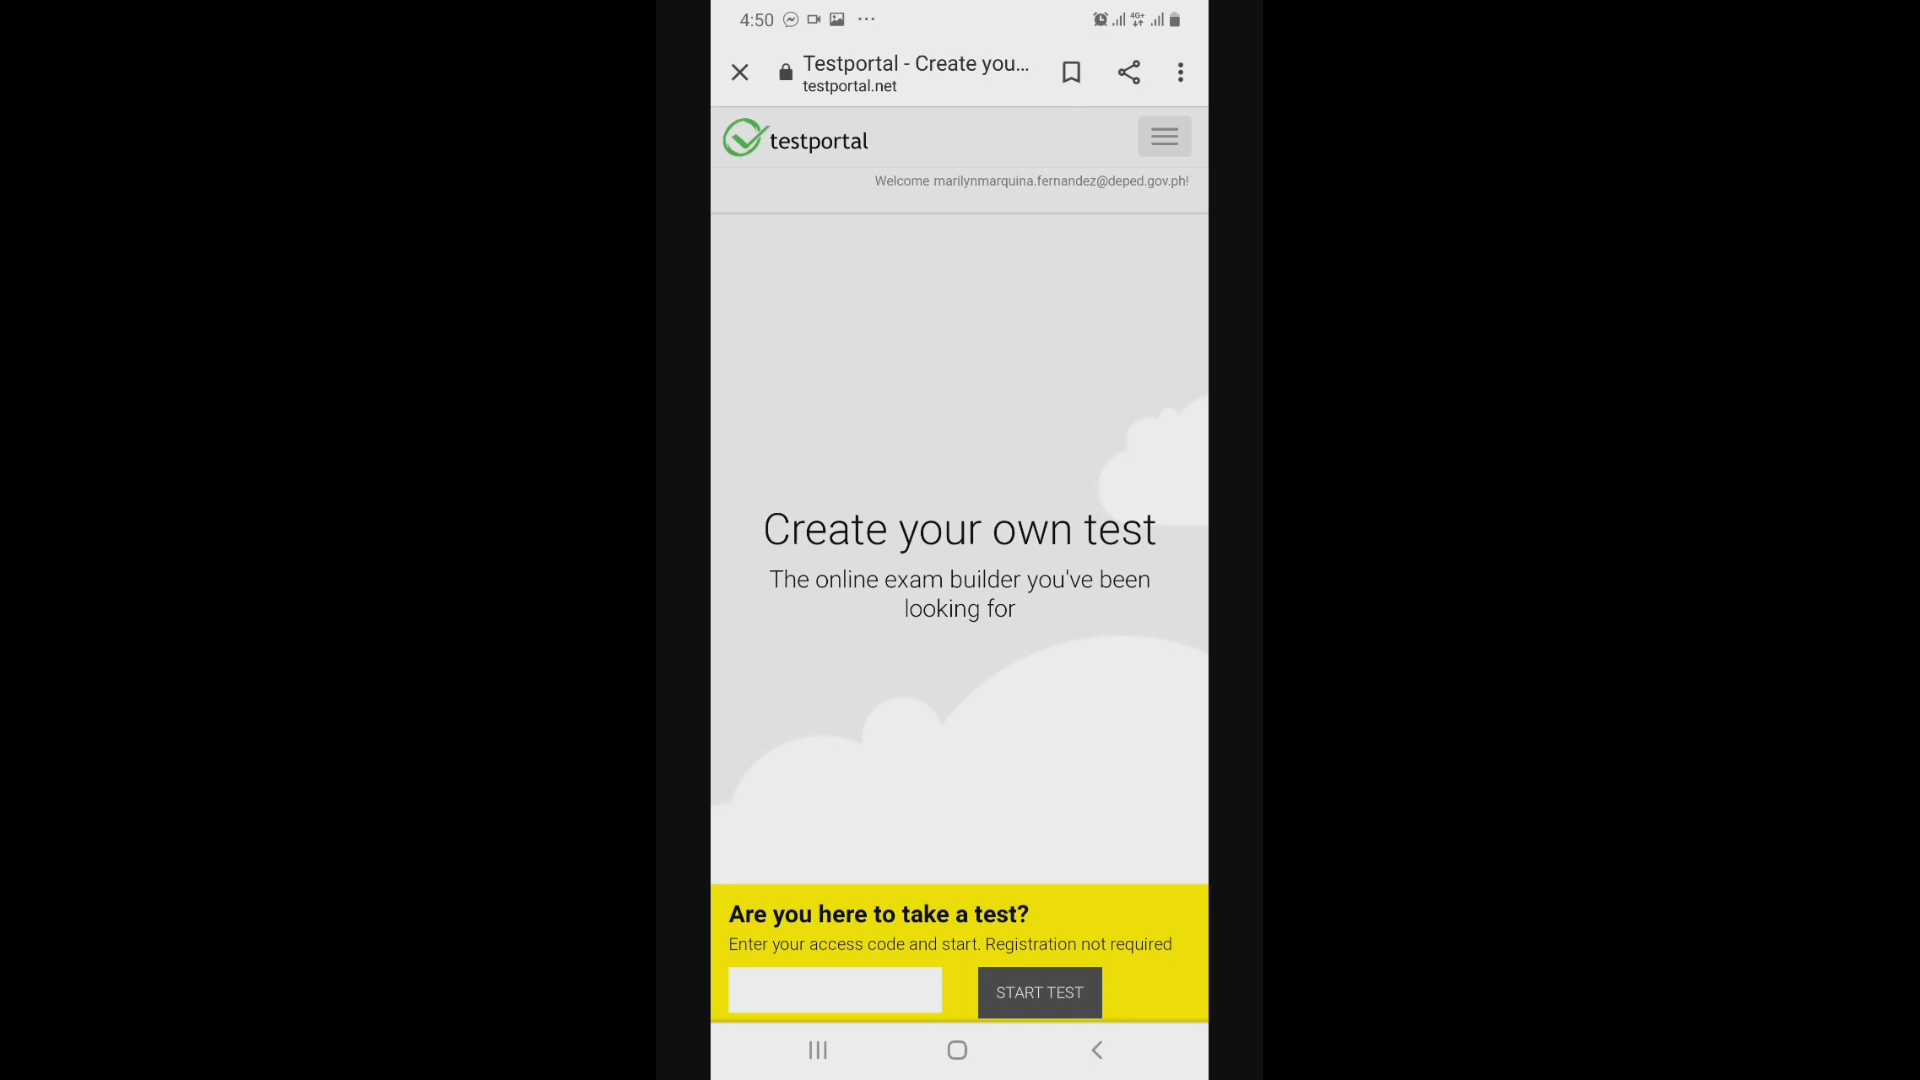 4:50
4G+
Testportal - Create you...
testportal.net
testportal
Welcome marilynmarquina.fernandez@deped.gov.ph!
Create your own test
The online exam builder you've been
looking for
Are you here to take a test?
Enter your access code and start. Registration not required
START TEST